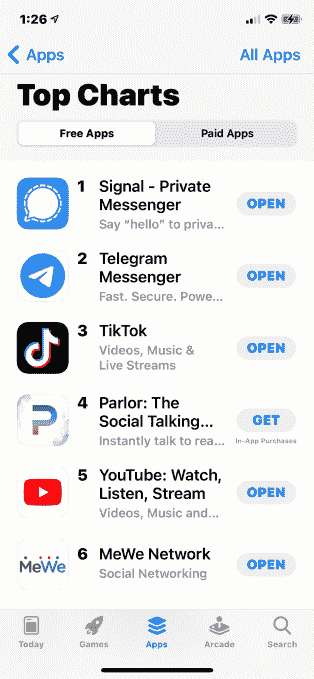 1:26
Apps
All Apps
Top Charts
Free Apps
Paid Apps
1 Signal - Private
Messenger
Say “hello” to priva...
OPEN
2 Telegram
Messenger
Fast. Secure. Powe...
OPEN
3 TikTok
Videos, Music &
Live Streams
OPEN
4 Parlor: The
Social Talking...
Instantly talk to rea...
GET
In-App Purchases
5 YouTube: Watch,
Listen, Stream
Videos, Music and...
OPEN
MeWe
6 MeWe Network
Social Networking
OPEN
Today
Games
Apps
Arcade
Search